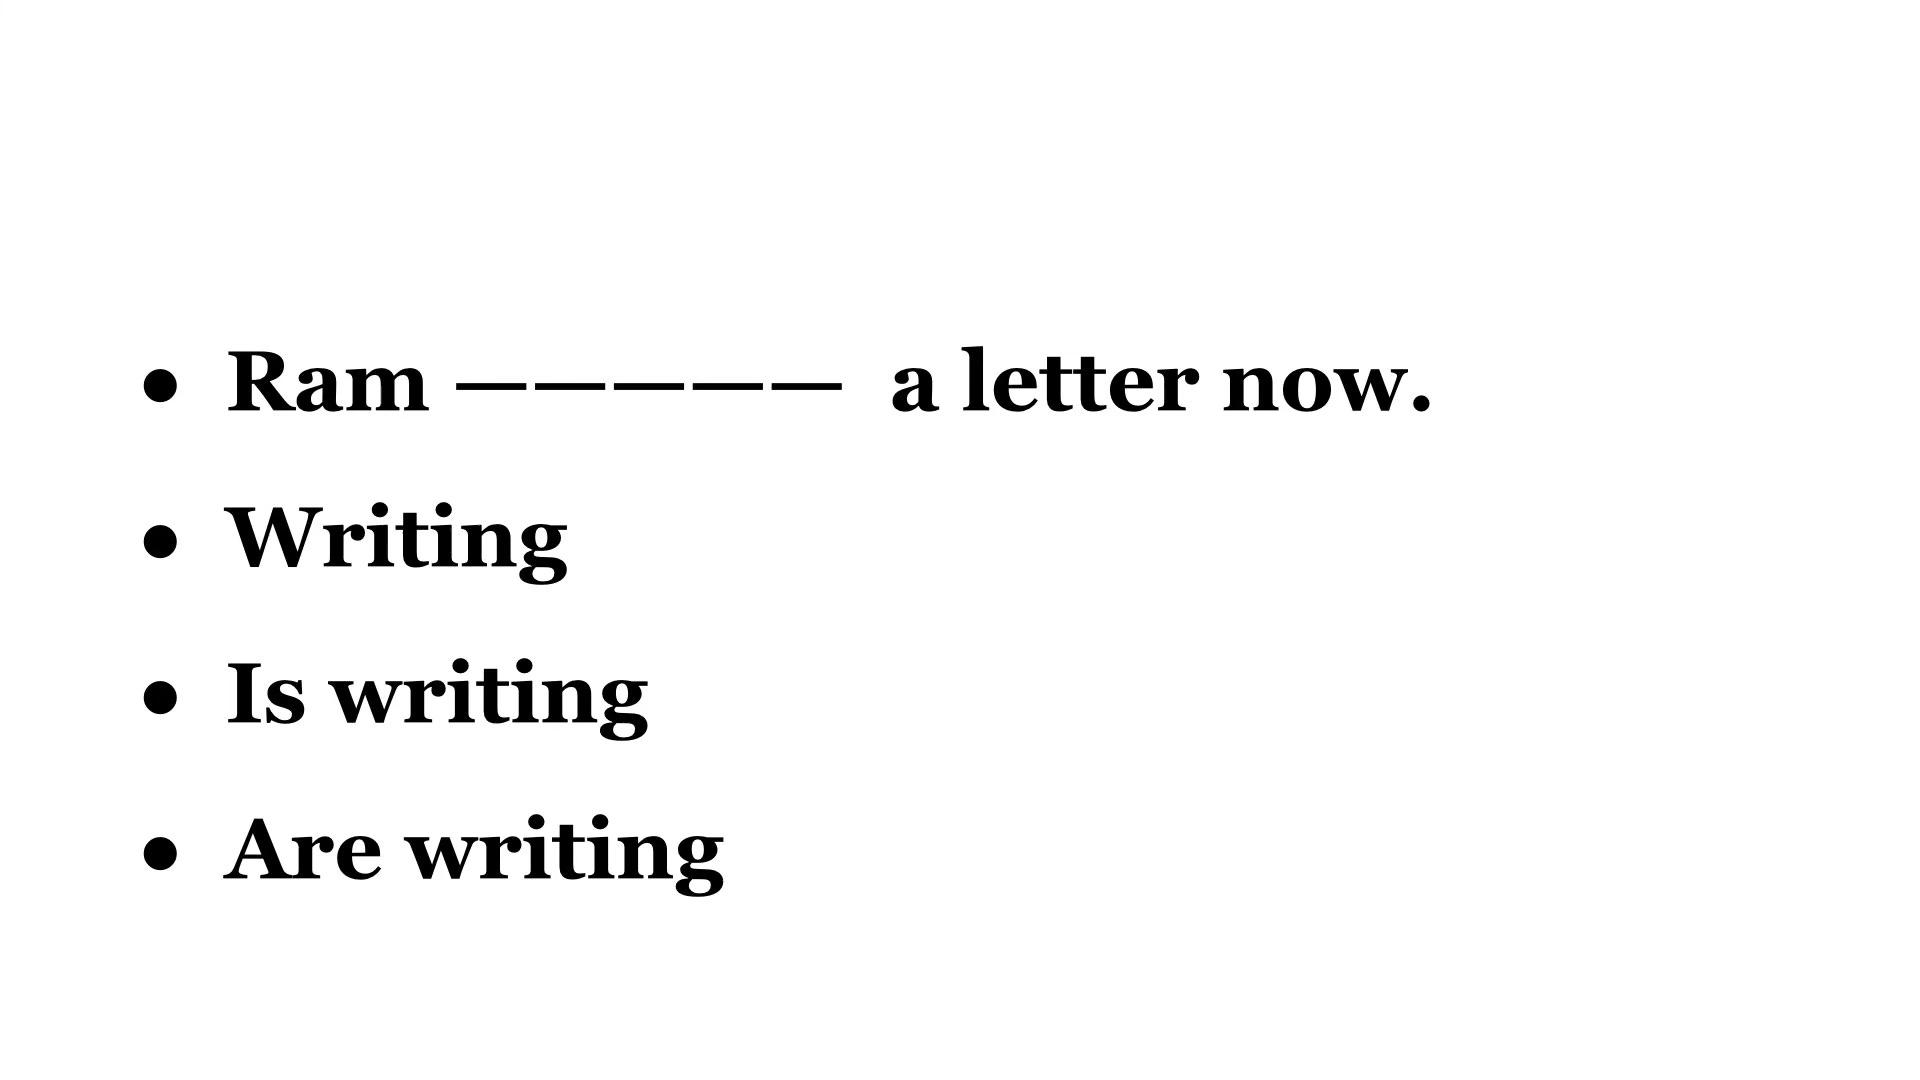 ● Ram ————— a letter now.
● Writing
● Is writing
● Are writing